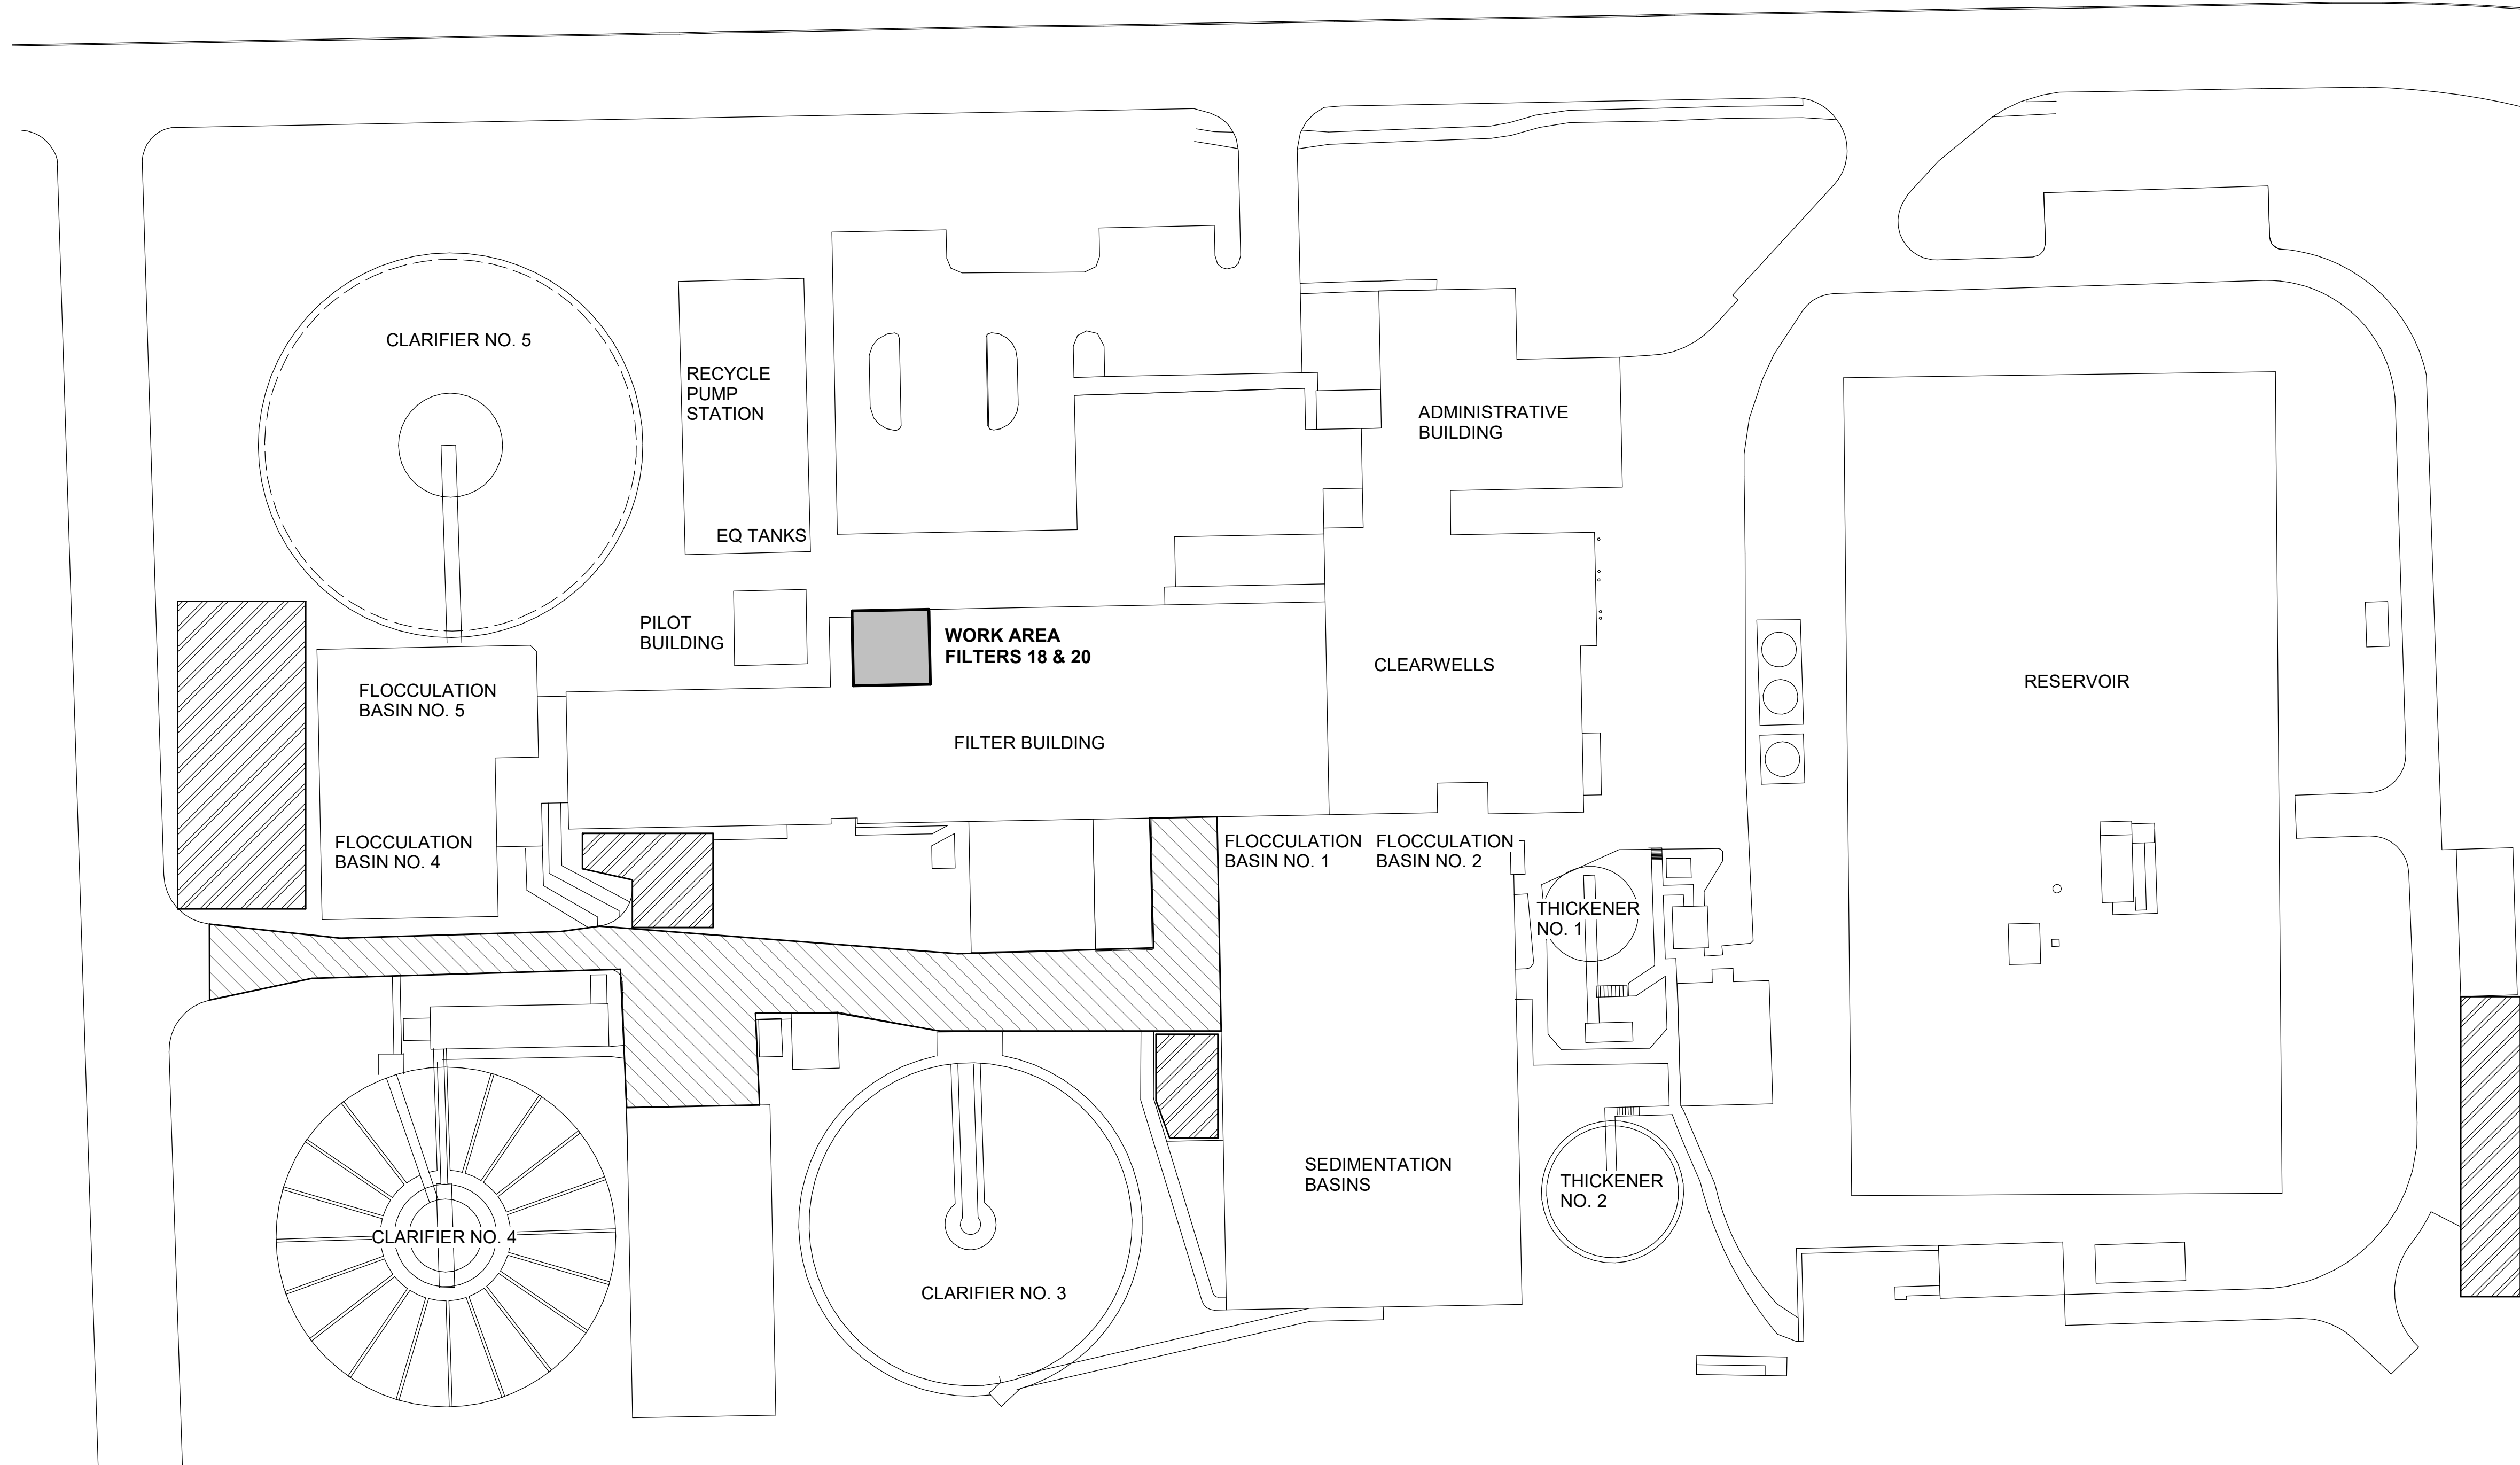 CLARIFIER NO. 5
RECYCLE
PUMP
STATION
EQ TANKS
ADMINISTRATIVE
BUILDING
PILOT
BUILDING
WORK AREA
FILTERS 18 & 20
CLEARWELLS
RESERVOIR
FLOCCULATION
BASIN NO. 5
FILTER BUILDING
FLOCCULATION
BASIN NO. 4
FLOCCULATION
BASIN NO. 1
FLOCCULATION
BASIN NO. 2
THICKENER
NO. 1
SEDIMENTATION
BASINS
THICKENER
NO. 2
CLARIFIER NO. 4
CLARIFIER NO. 3